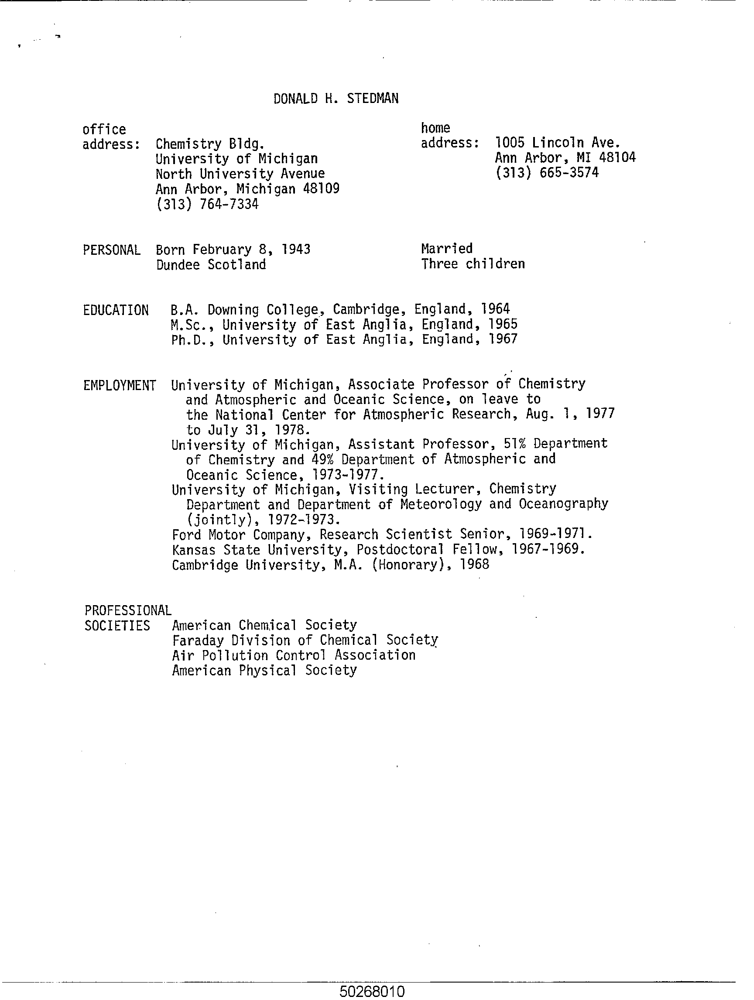 DONALD H. STEDMAN
office
address: Chemistry Bldg.
University of Michigan
North University Avenue
Ann Arbor, Michigan 48109
(313) 764-7334
home
address: 1005 Lincoln Ave.
Ann Arbor, MI 48104
(313) 665-3574
PERSONAL Born February 8, 1943
Dundee Scotland
Married
Three children
EDUCATION B.A. Downing College, Cambridge, England, 1964
M.Sc., University of East Anglia, England, 1965
Ph.D., University of East Anglia, England, 1967
EMPLOYMENT University of Michigan, Associate Professor of Chemistry
and Atmospheric and Oceanic Science, on leave to
the National Center for Atmospheric Research, Aug. 1, 1977
to July 31, 1978.
University of Michigan, Assistant Professor, 51% Department
of Chemistry and 49% Department of Atmospheric and
Oceanic Science, 1973-1977.
University of Michigan, Visiting Lecturer, Chemistry
Department and Department of Meteorology and Oceanography
(jointly), 1972-1973.
Ford Motor Company, Research Scientist Senior, 1969-1971.
Kansas State University, Postdoctoral Fellow, 1967-1969.
Cambridge University, M.A. (Honorary), 1968
PROFESSIONAL
SOCIETIES American Chemical Society
Faraday Division of Chemical Society
Air Pollution Control Association
American Physical Society
50268010